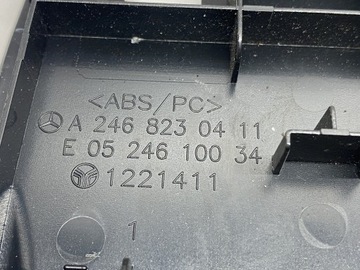 <ABS/PC>
A 246 823 04 11
E 05 246 100 34
1221411
1